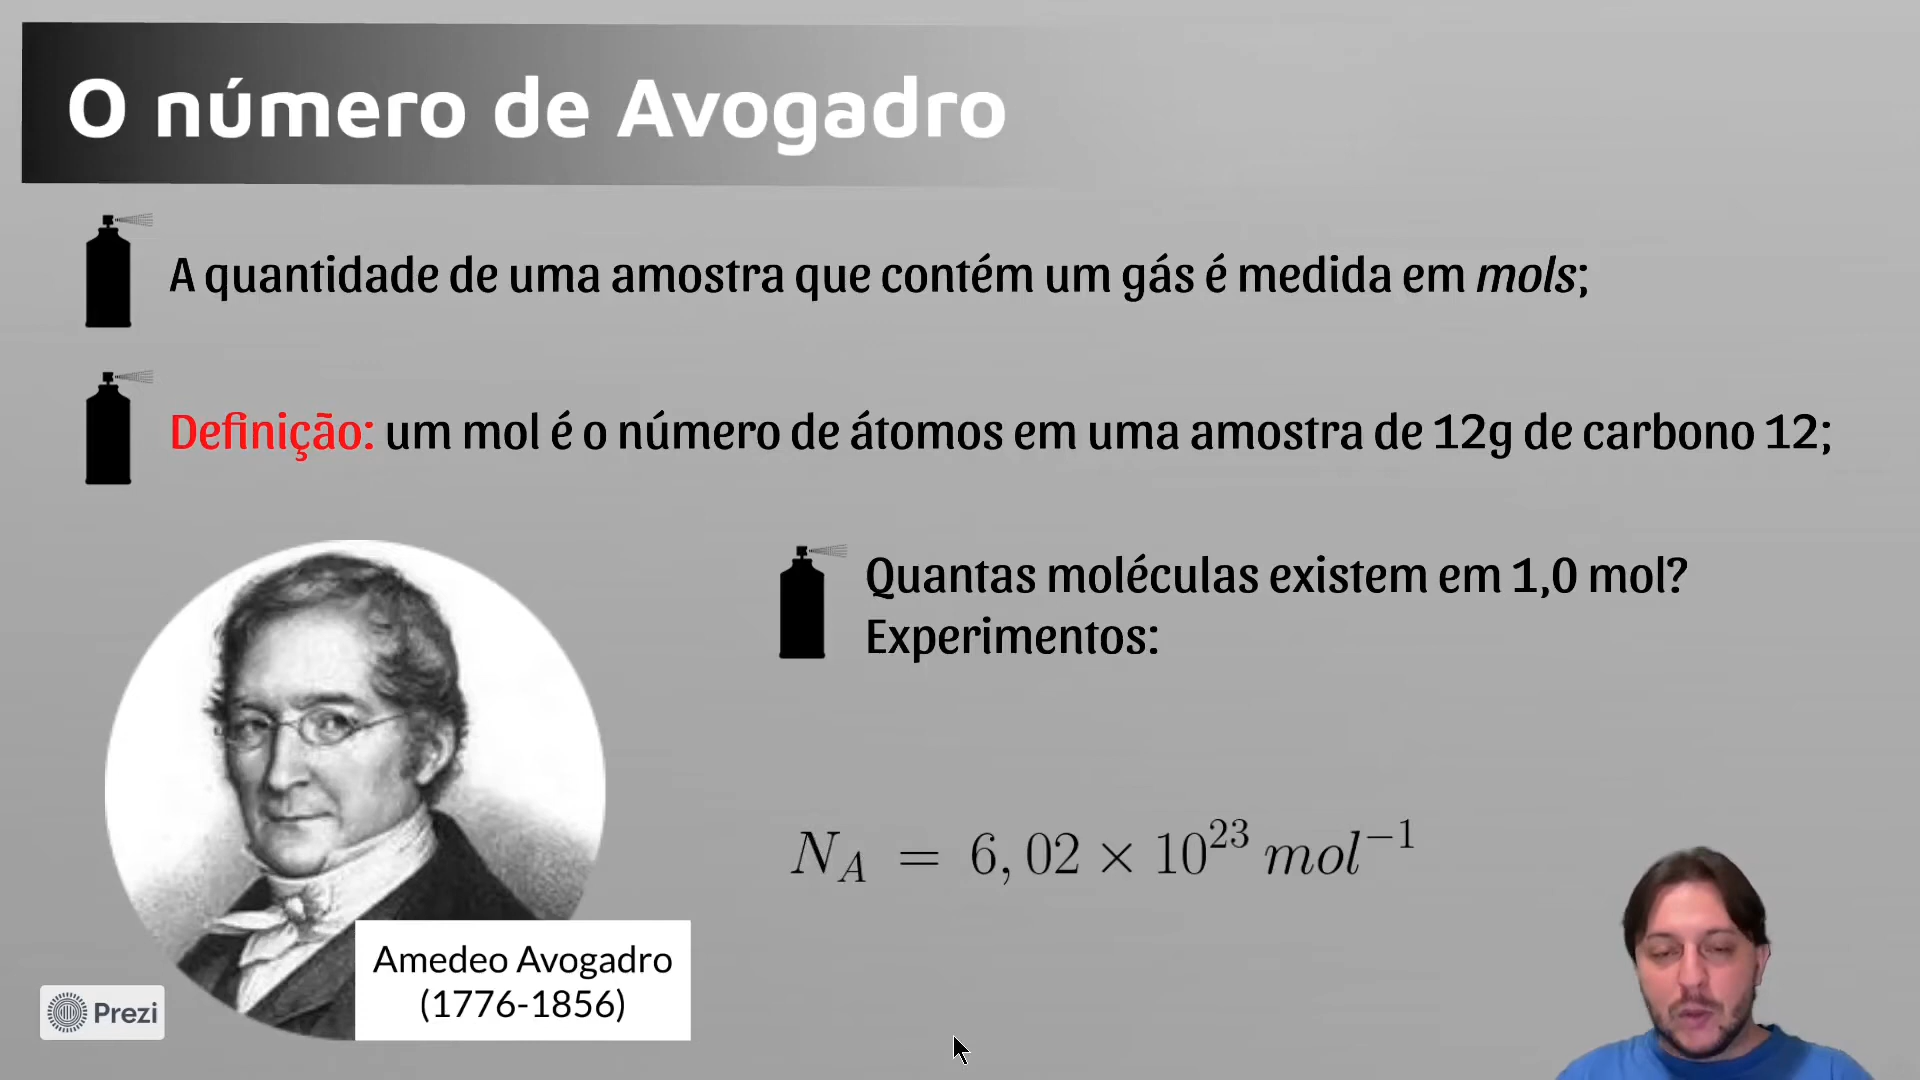 O número de Avogadro
A quantidade de uma amostra que contém um gás é medida em mols;
Definição: um mol é o número de átomos em uma amostra de 12g de carbono 12;
Quantas moléculas existem em 1,0 mol?
Experimentos:
N_A = 6,02 × 10^23 mol^−1
Amedeo Avogadro
(1776-1856)
Prezi